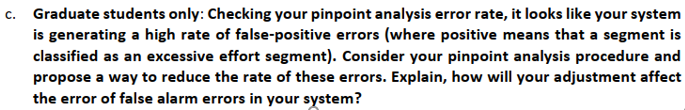 c. Graduate students only: Checking your pinpoint analysis error rate, it looks like your system
is generating a high rate of false-positive errors (where positive means that a segment is
classified as an excessive effort segment). Consider your pinpoint analysis procedure and
propose a way to reduce the rate of these errors. Explain, how will your adjustment affect
the error of false alarm errors in your system?